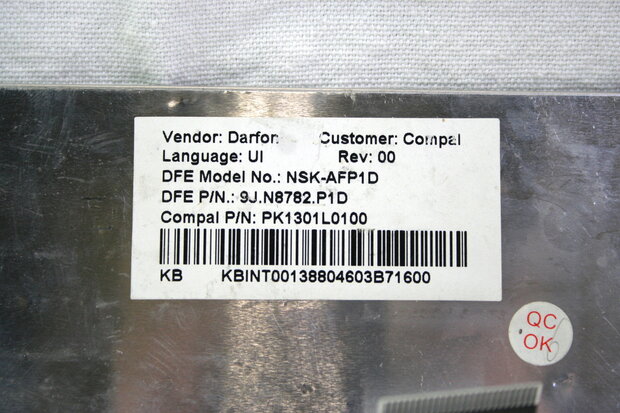 Vendor: Darfon Customer: Compal
Language: UI Rev: 00
DFE Model No.: NSK-AFP1D
DFE P/N.: 9J.N8782.P1D
Compal P/N: PK1301L0100
KB KBINT00138804603B71600
QC
OK